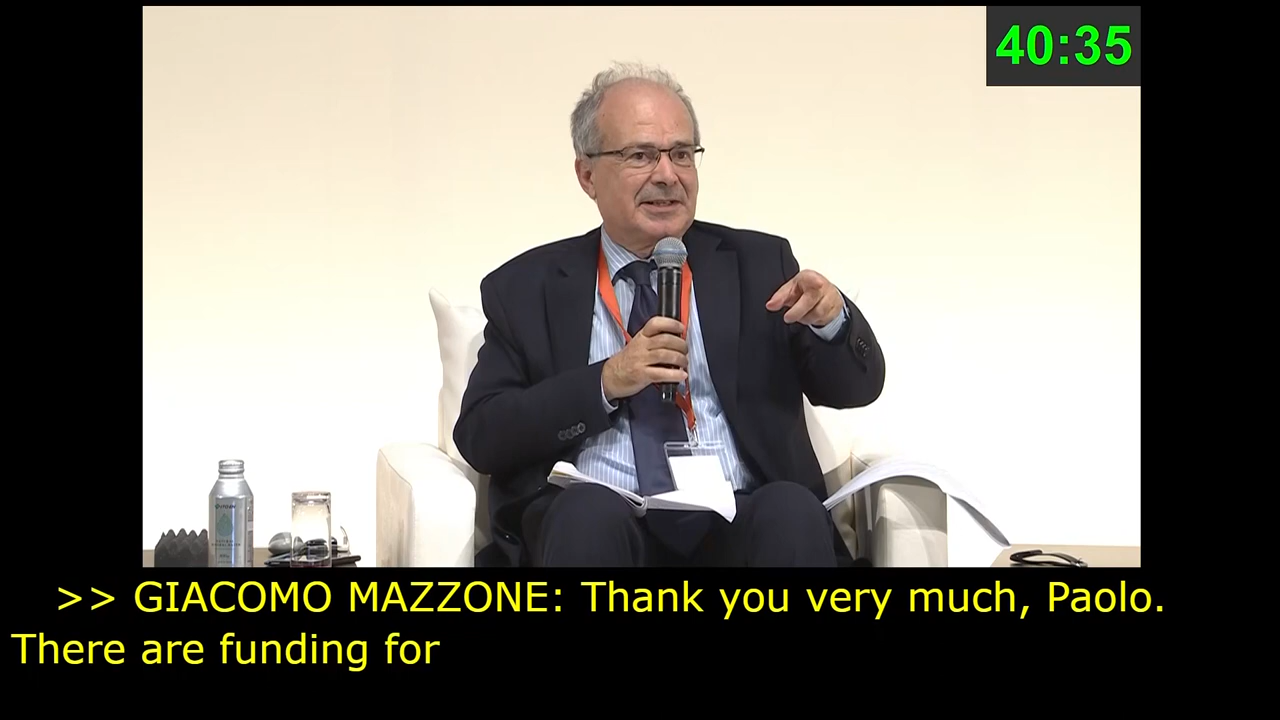 40:35
>> GIACOMO MAZZONE: Thank you very much, Paolo.
There are funding for